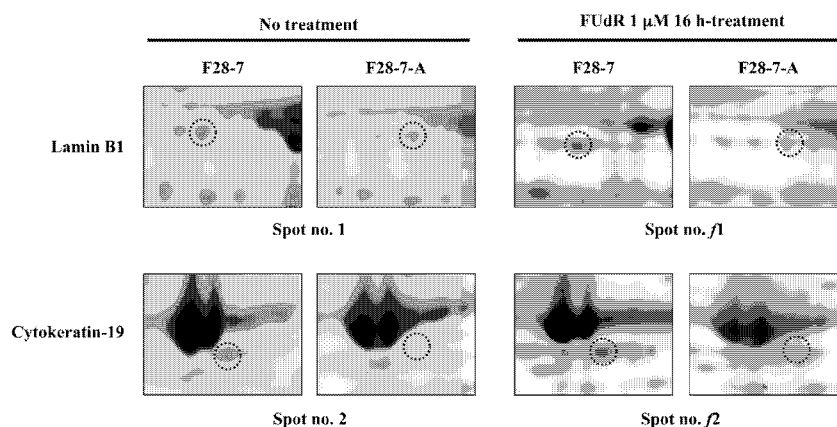 No treatment
FUdR 1 µM 16 h-treatment
F28-7
F28-7-A
F28-7
F28-7-A
Lamin B1
Spot no. 1
Spot no. f1
Cytokeratin-19
Spot no. 2
Spot no. f2